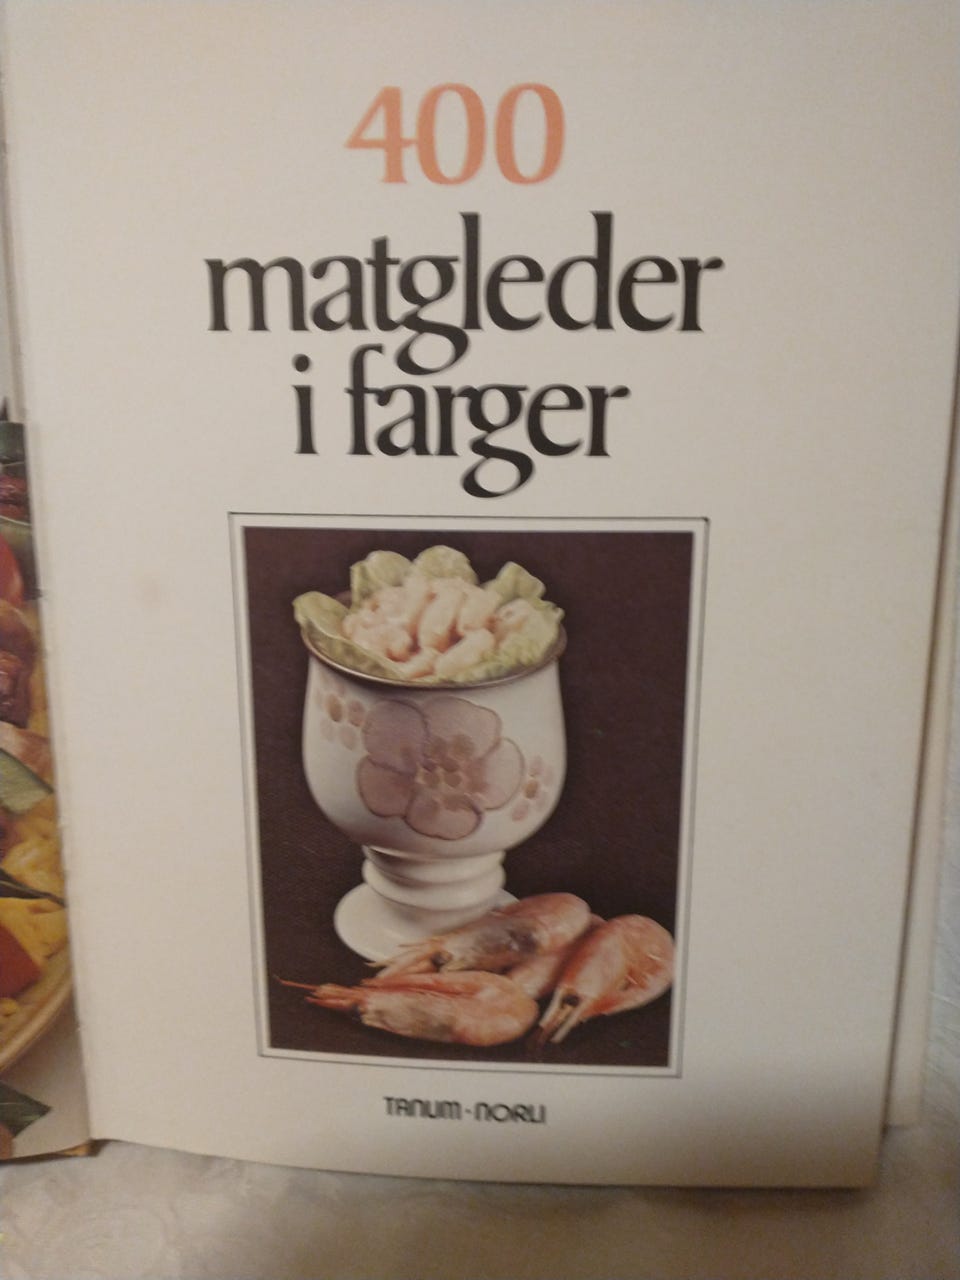 400
matgleder
i farger
TANUM·NORLI